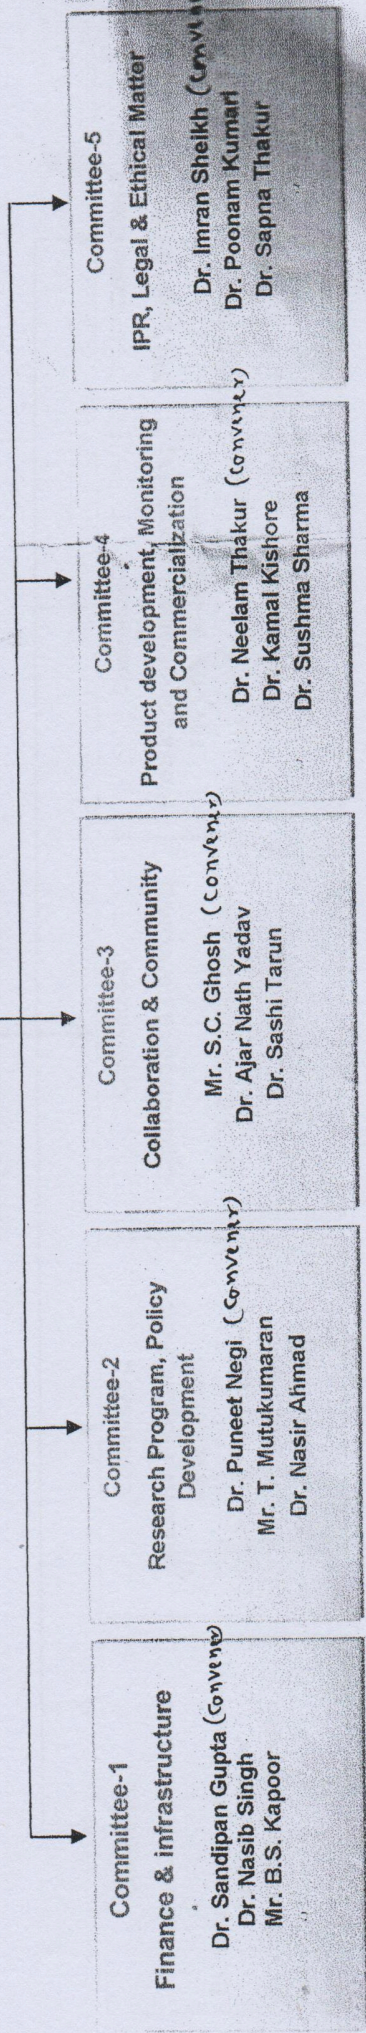 Committee-1
Finance & infrastructure
Dr. Sandipan Gupta (Convener)
Dr. Nasib Singh
Mr. B.S. Kapoor
Committee-2
Research Program, Policy
Development
Dr. Puneet Negi (Convener)
Mr. T. Mutukumaran
Dr. Nasir Ahmad
Committee-3
Collaboration & Community
Mr. S.C. Ghosh (Convener)
Dr. Ajar Nath Yadav
Dr. Sashi Tarun
Committee-4
Product development, Monitoring
and Commercialization
Dr. Neelam Thakur (Convener)
Dr. Kamal Kishore
Dr. Sushma Sharma
Committee-5
IPR, Legal & Ethical Matter
Dr. Imran Sheikh (Convener
Dr. Poonam Kumari
Dr. Sapna Thakur